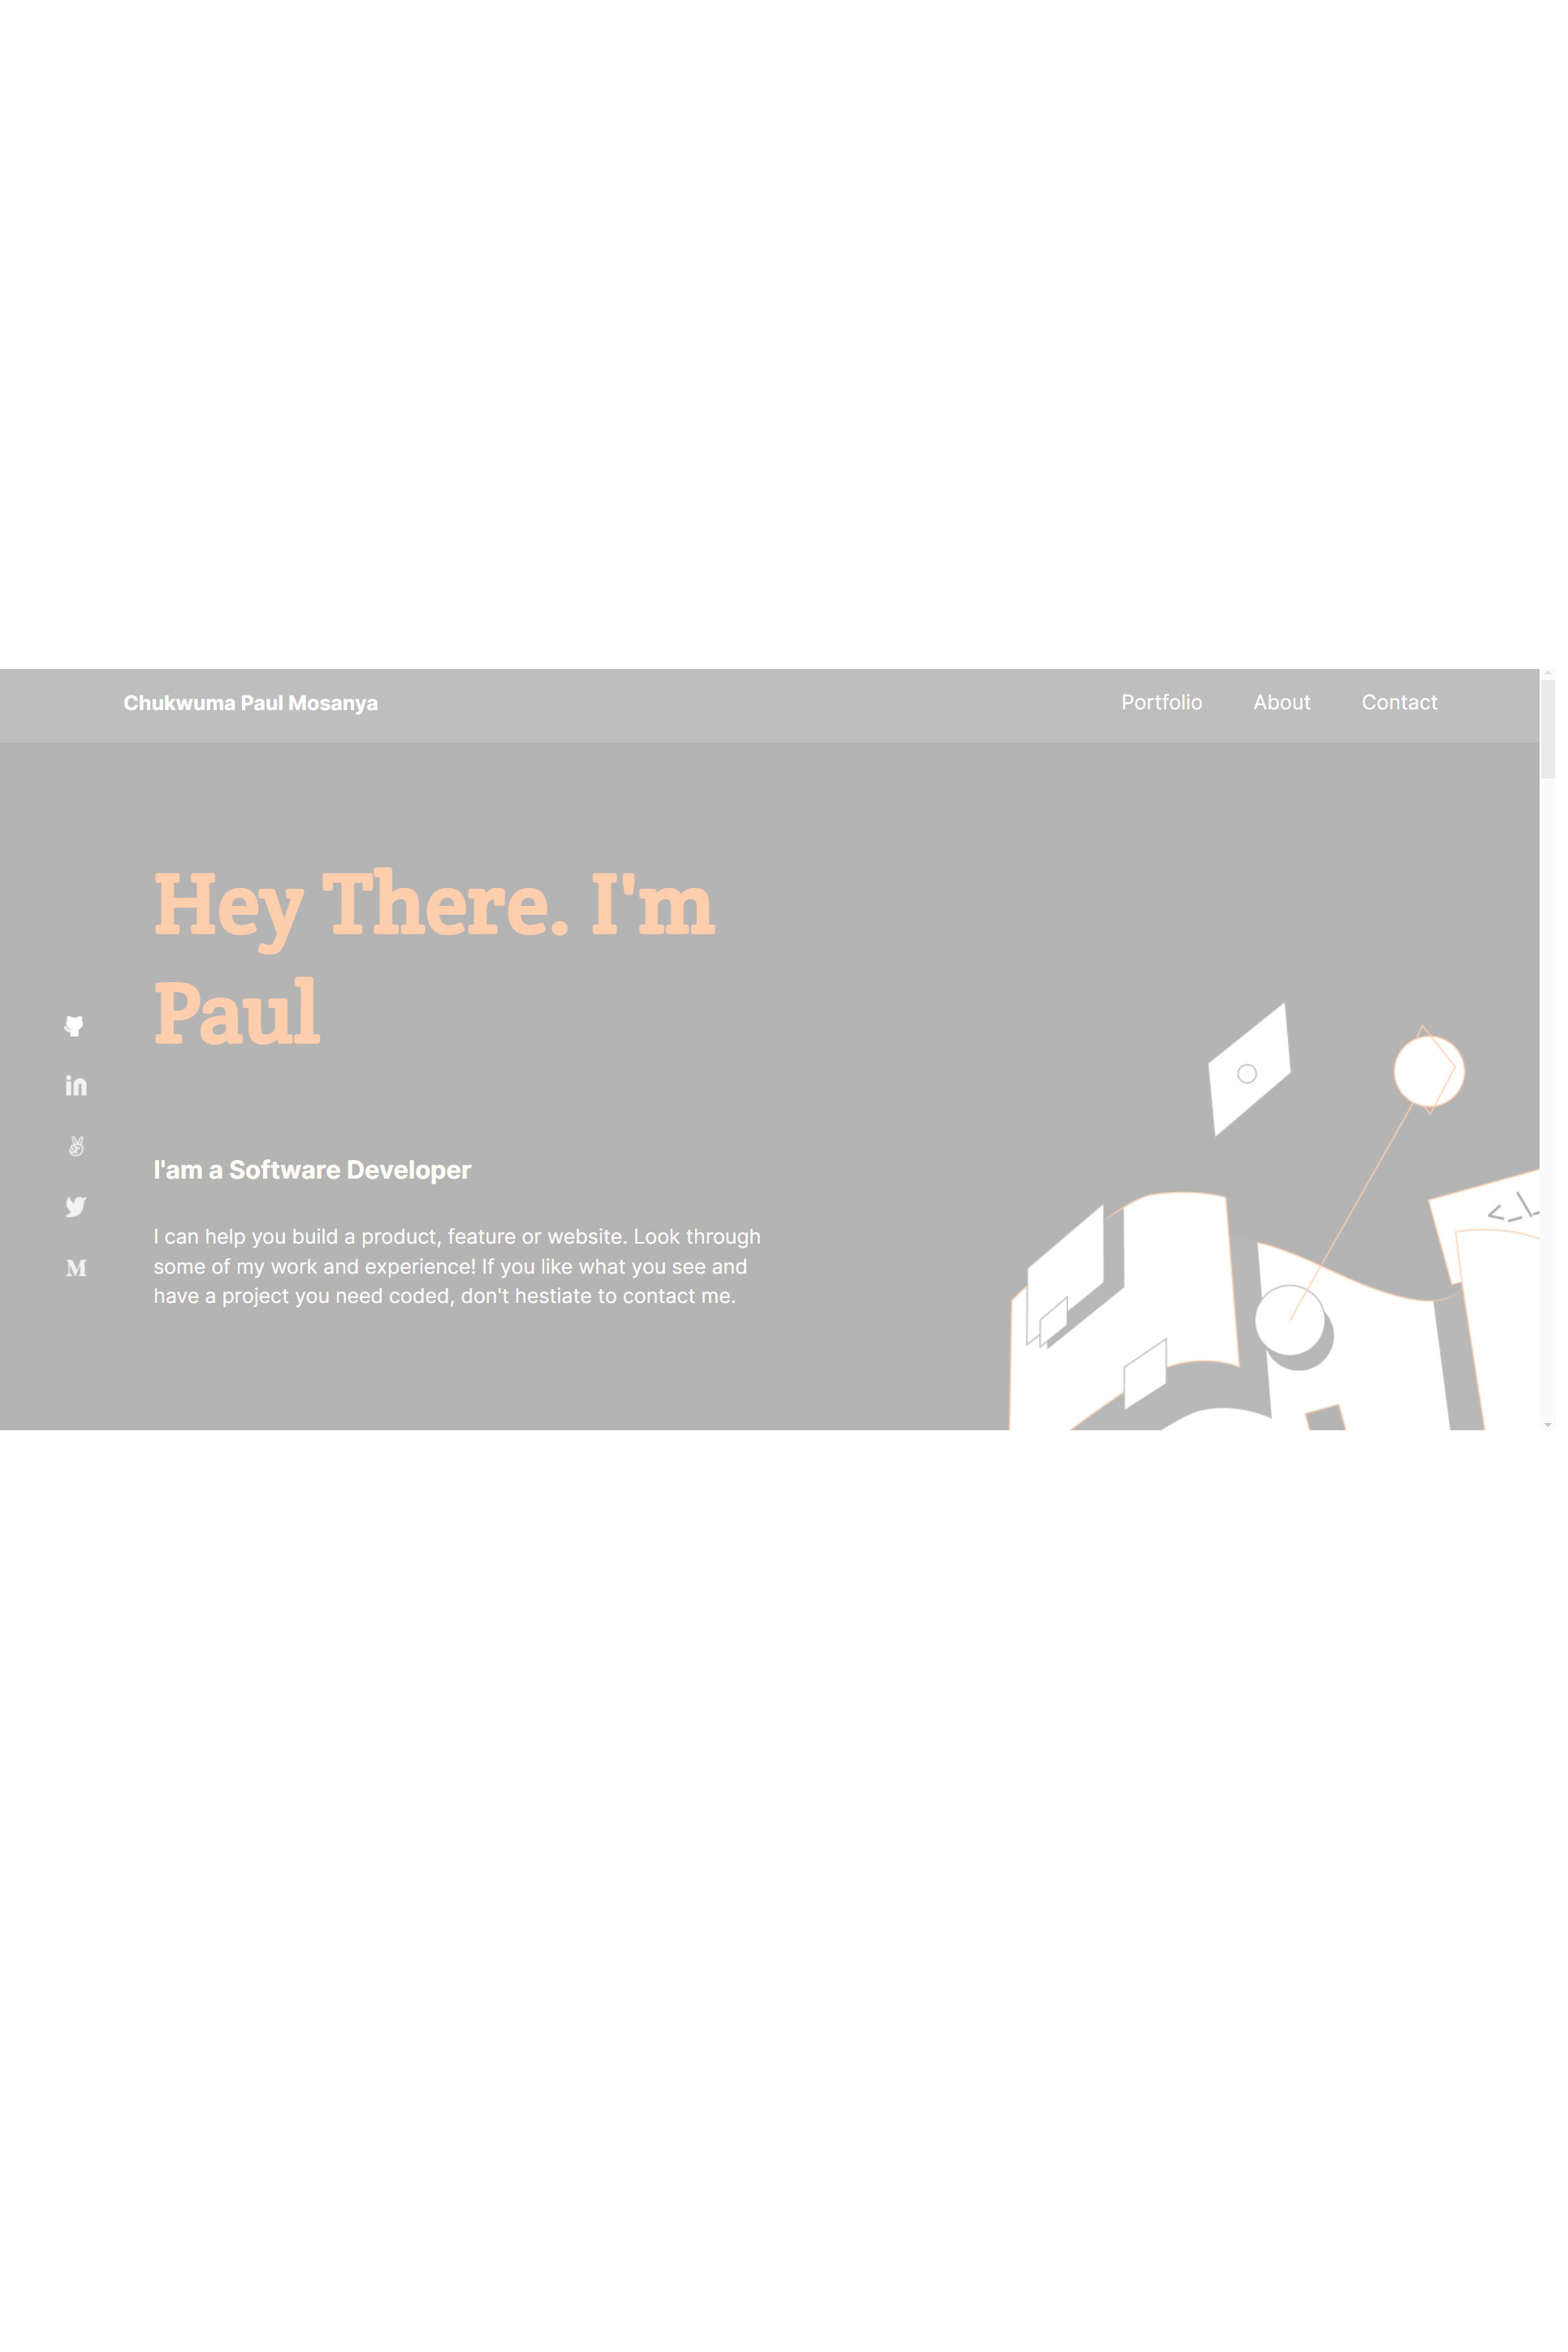 Chukwuma Paul Mosanya
Portfolio About Contact
Hey There. I'm
Paul
I'am a Software Developer
I can help you build a product, feature or website. Look through
some of my work and experience! If you like what you see and
have a project you need coded, don't hestiate to contact me.